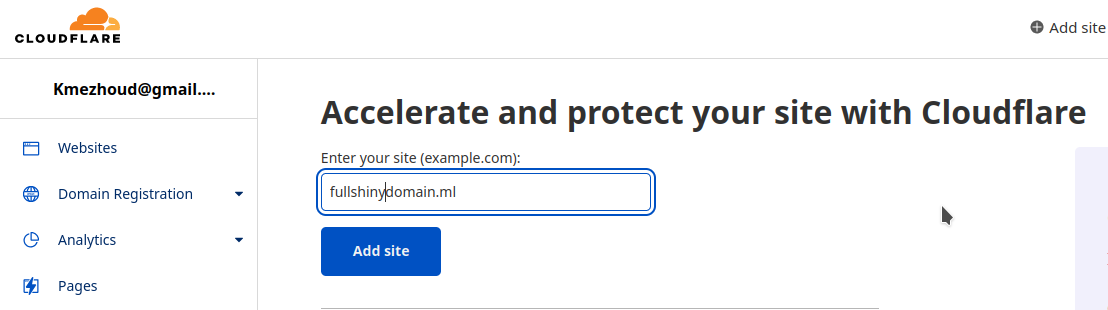 CLOUDFLARE
Add site
Kmezhoud@gmail....
Accelerate and protect your site with Cloudflare
Websites
Enter your site (example.com):
Domain Registration
fullshinydomain.ml
Analytics
Add site
Pages